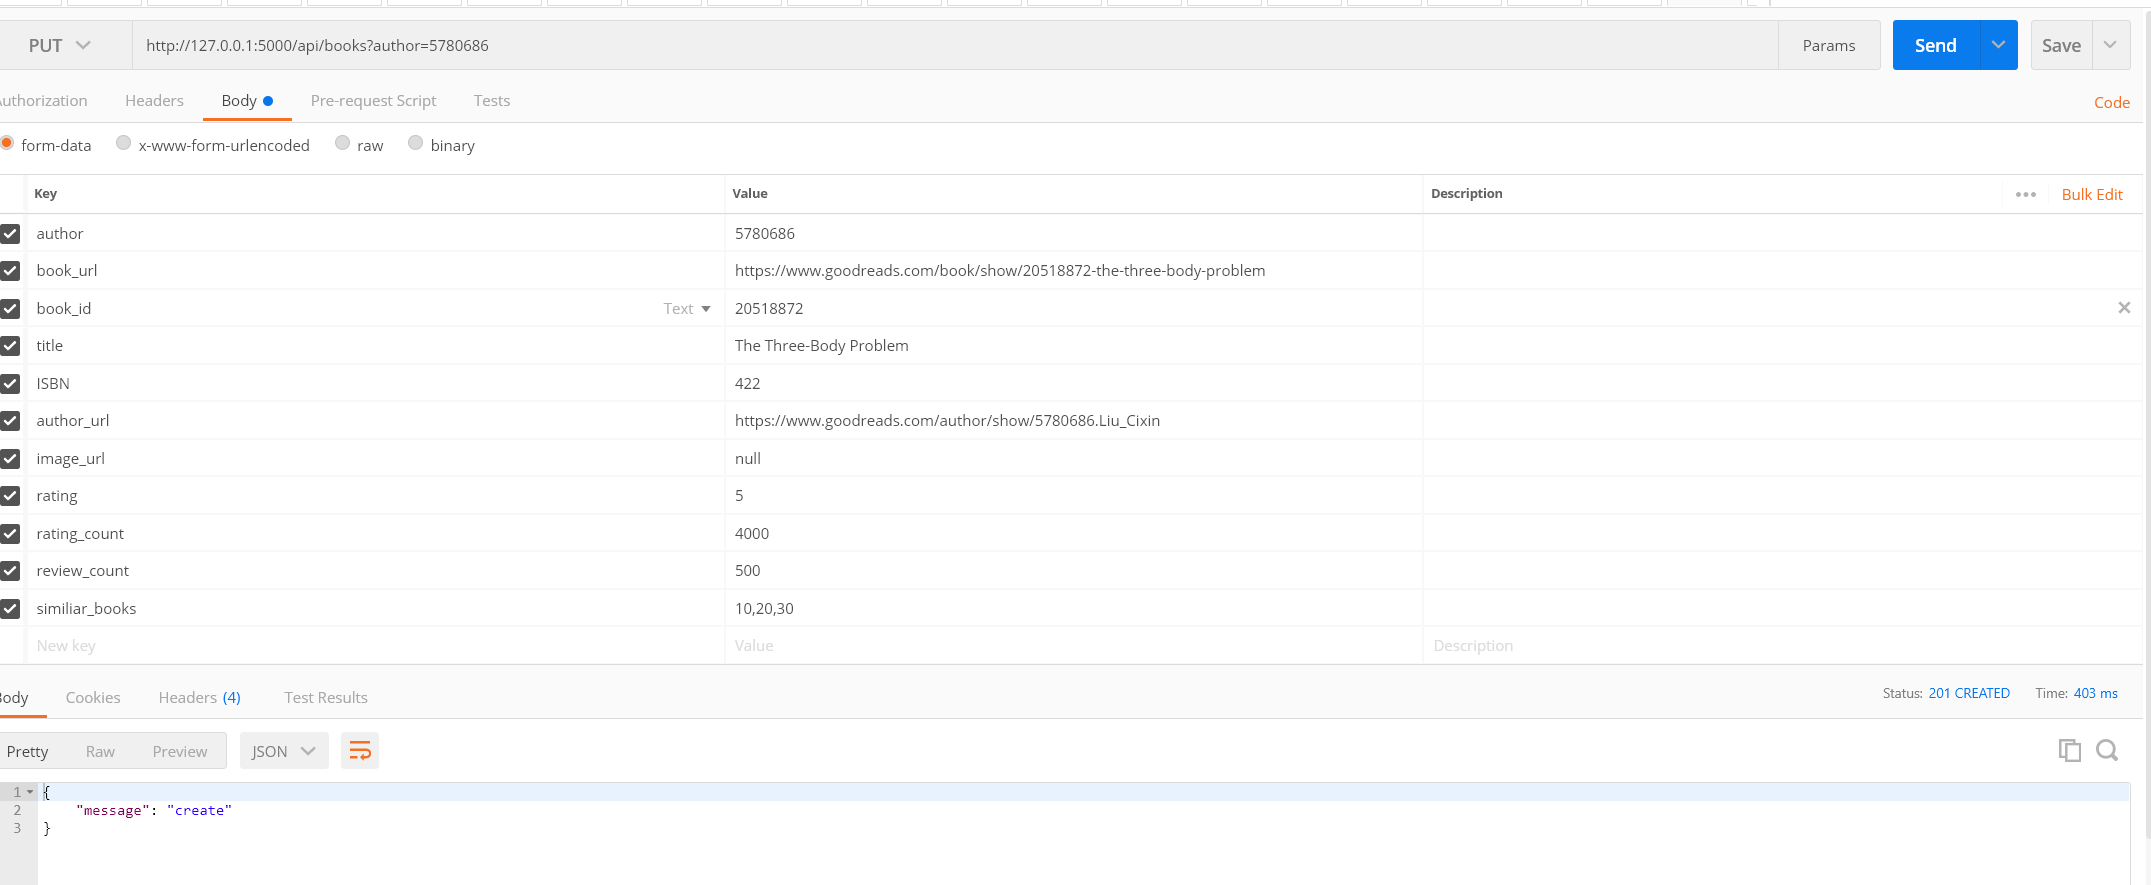 PUT http://127.0.0.1:5000/api/books?author=5780686 Params Send Save
uthorization Headers Body Pre-request Script Tests Code
form-data x-www-form-urlencoded raw binary
Key Value Description ••• Bulk Edit
author 5780686
book_url https://www.goodreads.com/book/show/20518872-the-three-body-problem
book_id Text 20518872
title The Three-Body Problem
ISBN 422
author_url https://www.goodreads.com/author/show/5780686.Liu_Cixin
image_url null
rating 5
rating_count 4000
review_count 500
similiar_books 10,20,30
New key Value Description
Body Cookies Headers (4) Test Results Status: 201 CREATED Time: 403 ms
Pretty Raw Preview JSON
1 {
2 "message": "create"
3 }